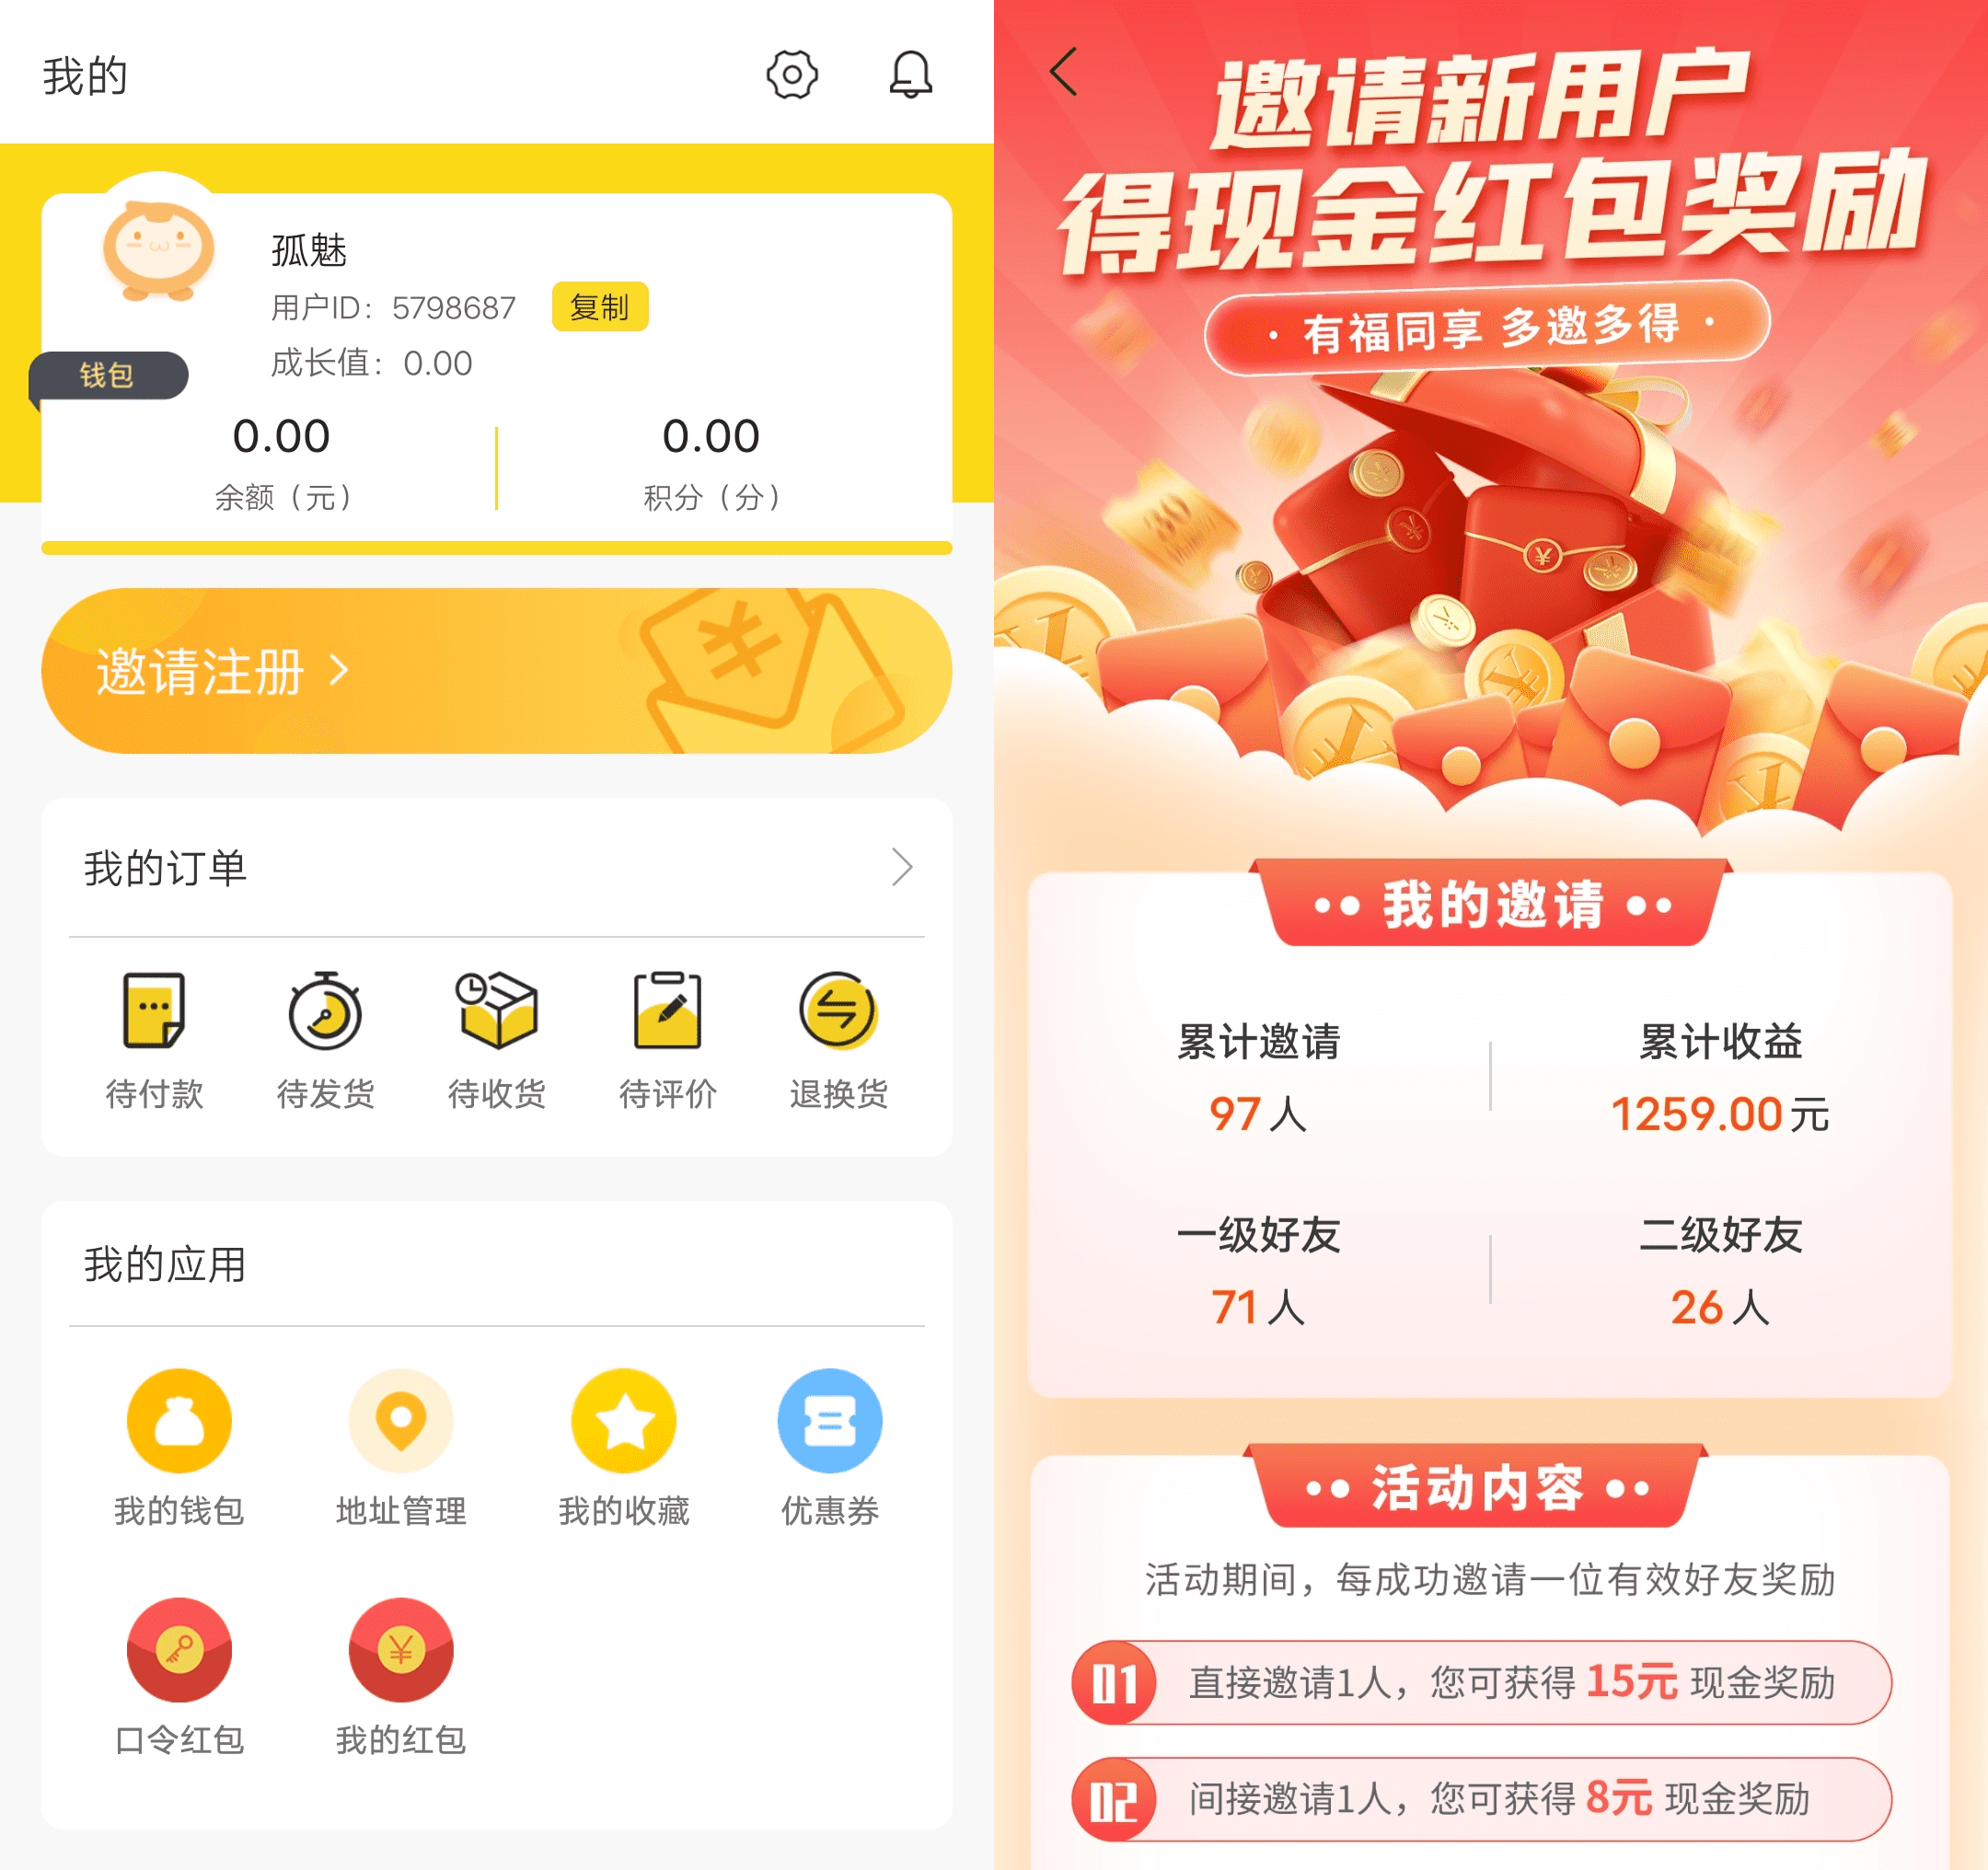 我的
孤魅
用户ID: 5798687 复制
成长值: 0.00
钱包
0.00 0.00
余额（元） 积分（分）
¥
邀请注册 >
我的订单
待付款 待发货 待收货 待评价 退换货
我的应用
我的钱包 地址管理 我的收藏 优惠券
¥
口令红包 我的红包
邀请新用户
得现金红包奖励
· 有福同享 多邀多得 ·
我的邀请
累计邀请 累计收益
97人 1259.00元
一级好友 二级好友
71人 26人
活动内容
活动期间，每成功邀请一位有效好友奖励
01 直接邀请1人，您可获得 15元 现金奖励
02 间接邀请1人，您可获得 8元 现金奖励